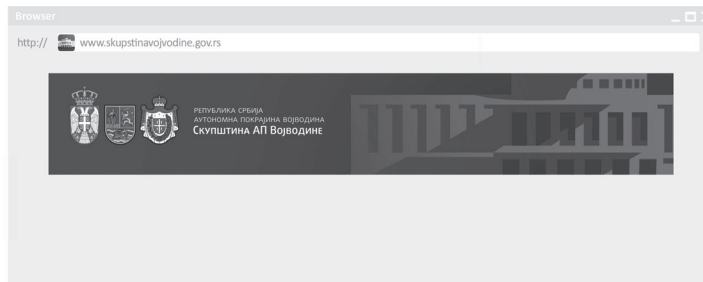 Browser
http:// www.skupstinavojvodine.gov.rs
РЕПУБЛИКА СРБИЈА
АУТОНОМНА ПОКРАЈИНА ВОЈВОДИНА
СКУПШТИНА АП ВОЈВОДИНЕ